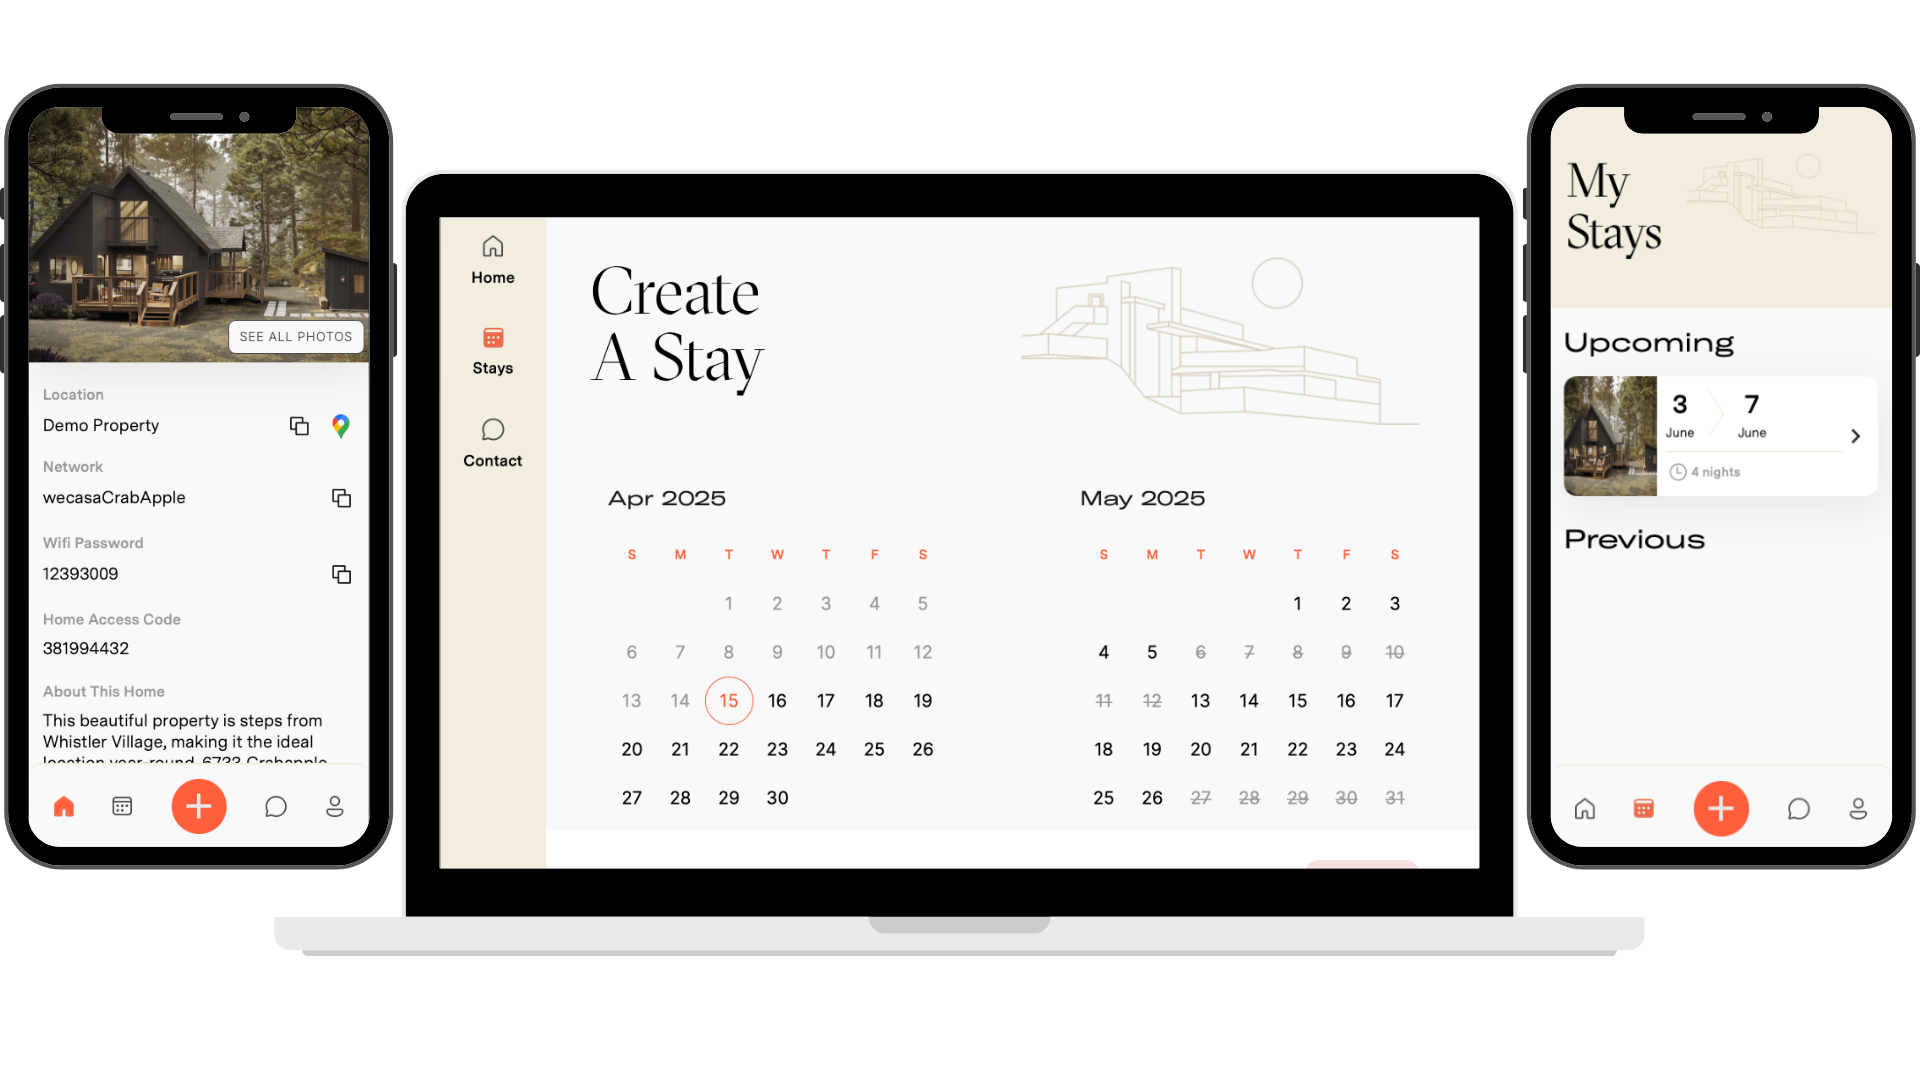 SEE ALL PHOTOS
Location
Demo Property
Network
wecasaCrabApple
Wifi Password
12393009
Home Access Code
381994432
About This Home
This beautiful property is steps from
Whistler Village, making it the ideal
location year-round. 6733 Crabapple
Home
Stays
Contact
Create
A Stay
Apr 2025
S M T W T F S
1 2 3 4 5
6 7 8 9 10 11 12
13 14 15 16 17 18 19
20 21 22 23 24 25 26
27 28 29 30
May 2025
S M T W T F S
1 2 3
4 5 6 7 8 9 10
11 12 13 14 15 16 17
18 19 20 21 22 23 24
25 26 27 28 29 30 31
My
Stays
Upcoming
3 7
June June
4 nights
Previous